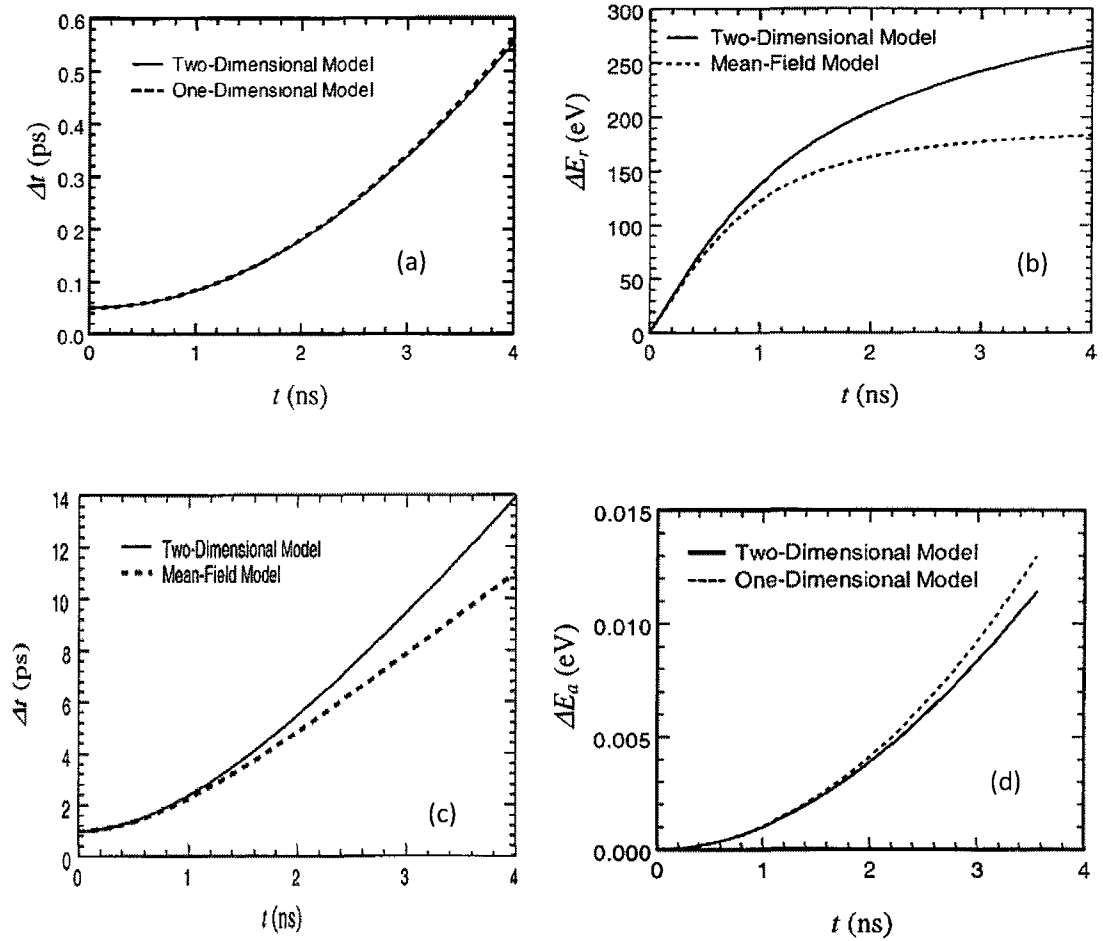 0.6
0.5
0.4
0.3
0.2
0.1
0.0
Δt (ps)
Two-Dimensional Model
One-Dimensional Model
(a)
0 1 2 3 4
t (ns)
300
250
200
150
100
50
0
ΔE_r (eV)
Two-Dimensional Model
Mean-Field Model
(b)
0 1 2 3 4
t (ns)
14
12
10
8
6
4
2
0
Δt (ps)
Two-Dimensional Model
Mean-Field Model
(c)
0 1 2 3 4
t (ns)
0.015
0.010
0.005
0.000
ΔE_a (eV)
Two-Dimensional Model
One-Dimensional Model
(d)
0 1 2 3 4
t (ns)